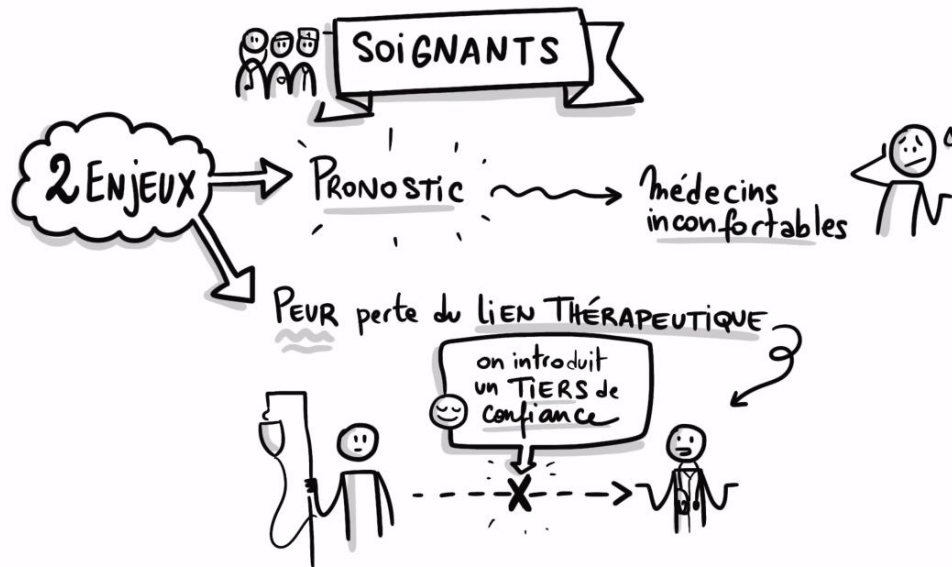 SOIGNANTS
2 ENJEUX
PRONOSTIC
médecins
inconfortables
PEUR perte du LIEN THÉRAPEUTIQUE
on introduit
un TIERS de
confiance
X